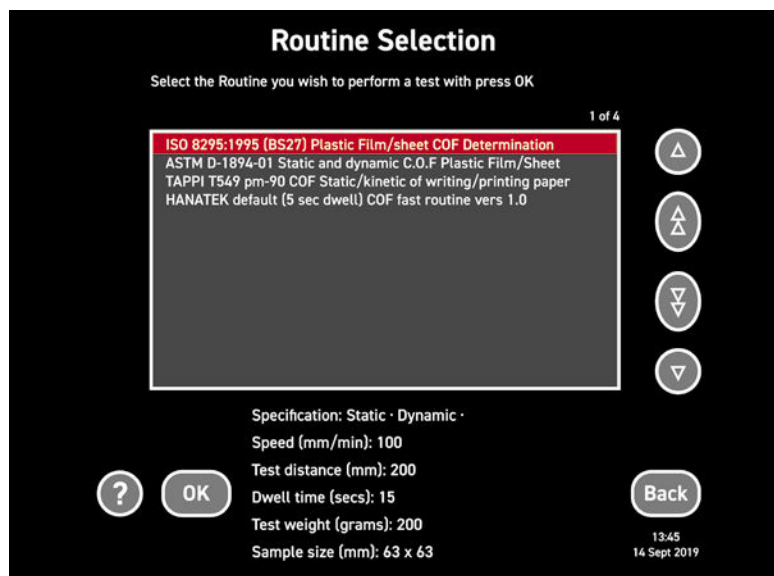 Routine Selection
Select the Routine you wish to perform a test with press OK
1 of 4
ISO 8295:1995 (BS27) Plastic Film/sheet COF Determination
ASTM D-1894-01 Static and dynamic C.O.F Plastic Film/Sheet
TAPPI T549 pm-90 COF Static/kinetic of writing/printing paper
HANATEK default (5 sec dwell) COF fast routine vers 1.0
Specification: Static · Dynamic ·
Speed (mm/min): 100
Test distance (mm): 200
Dwell time (secs): 15
Test weight (grams): 200
Sample size (mm): 63 x 63
?
OK
Back
13:45
14 Sept 2019